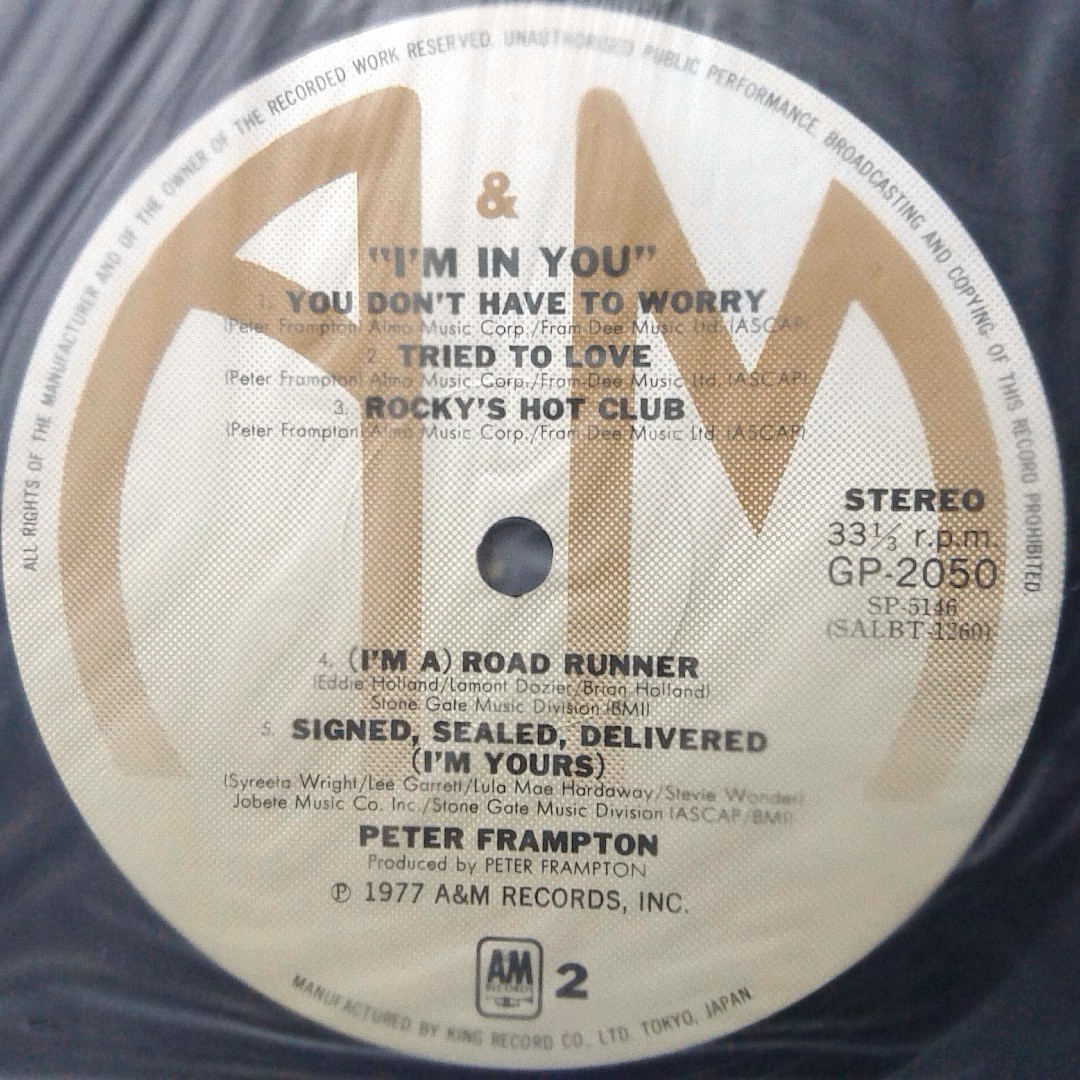 ALL RIGHTS OF THE MANUFACTURER AND OF THE OWNER OF THE RECORDED WORK RESERVED. UNAUTHORISED PUBLIC PERFORMANCE, BROADCASTING AND COPYING OF THIS RECORD PROHIBITED
A & M
"I'M IN YOU"
1. YOU DON'T HAVE TO WORRY
(Peter Frampton) Almo Music Corp./Fram-Dee Music Ltd. (ASCAP)
2. TRIED TO LOVE
(Peter Frampton) Almo Music Corp./Fram-Dee Music Ltd. (ASCAP)
3. ROCKY'S HOT CLUB
(Peter Frampton) Almo Music Corp./Fram-Dee Music Ltd. (ASCAP)
STEREO
33⅓ r.p.m.
GP-2050
SP-5146
(SALBT-1260)
4. (I'M A) ROAD RUNNER
(Eddie Holland/Lamont Dozier/Brian Holland)
Stone Gate Music Division (BMI)
5. SIGNED, SEALED, DELIVERED
(I'M YOURS)
(Syreeta Wright/Lee Garrett/Lula Mae Hardaway/Stevie Wonder)
Jobete Music Co. Inc./Stone Gate Music Division (ASCAP/BMI)
PETER FRAMPTON
Produced by PETER FRAMPTON
℗ 1977 A&M RECORDS, INC.
AM RECORDS 2
MANUFACTURED BY KING RECORD CO., LTD. TOKYO, JAPAN